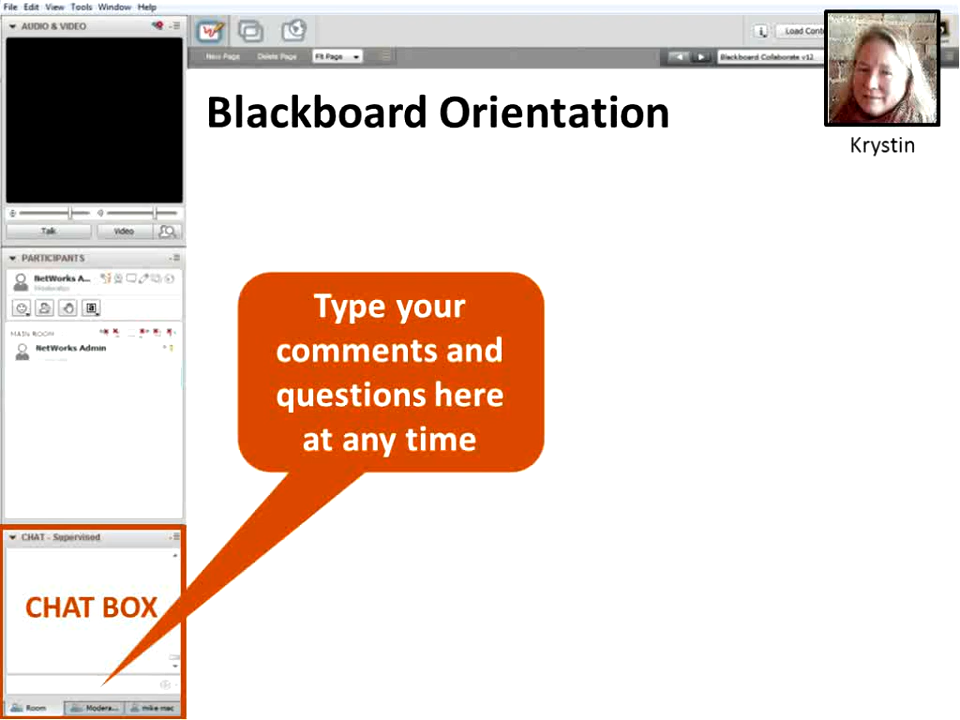 File Edit View Tools Window Help
AUDIO & VIDEO
Talk
Video
PARTICIPANTS
NetWorks A...
Moderator
MAIN ROOM
NetWorks Admin
CHAT - Supervised
CHAT BOX
Room
Modera...
mike mac
New Page
Delete Page
Fit Page
Load Cont
Blackboard Collaborate v12
Blackboard Orientation
Krystin
Type your
comments and
questions here
at any time